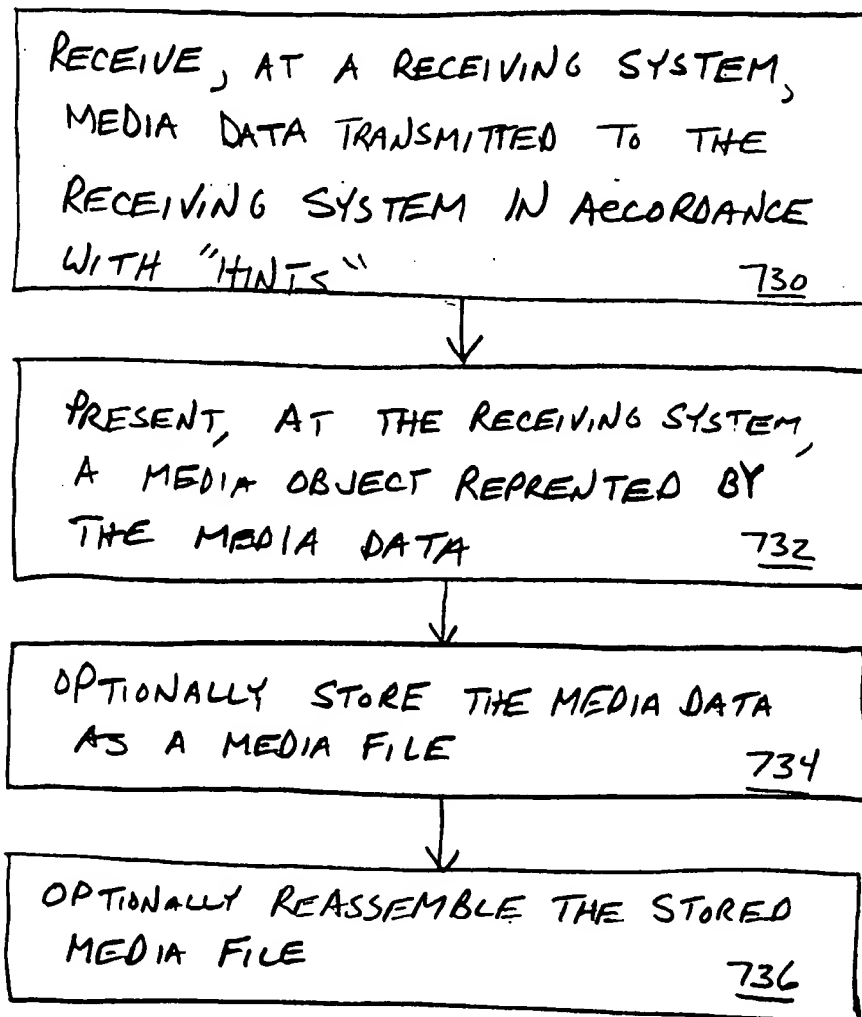 RECEIVE, AT A RECEIVING SYSTEM,
MEDIA DATA TRANSMITTED TO THE
RECEIVING SYSTEM IN ACCORDANCE
WITH "HINTS"
730
PRESENT, AT THE RECEIVING SYSTEM,
A MEDIA OBJECT REPRENTED BY
THE MEDIA DATA
732
OPTIONALLY STORE THE MEDIA DATA
AS A MEDIA FILE
734
OPTIONALLY REASSEMBLE THE STORED
MEDIA FILE
736